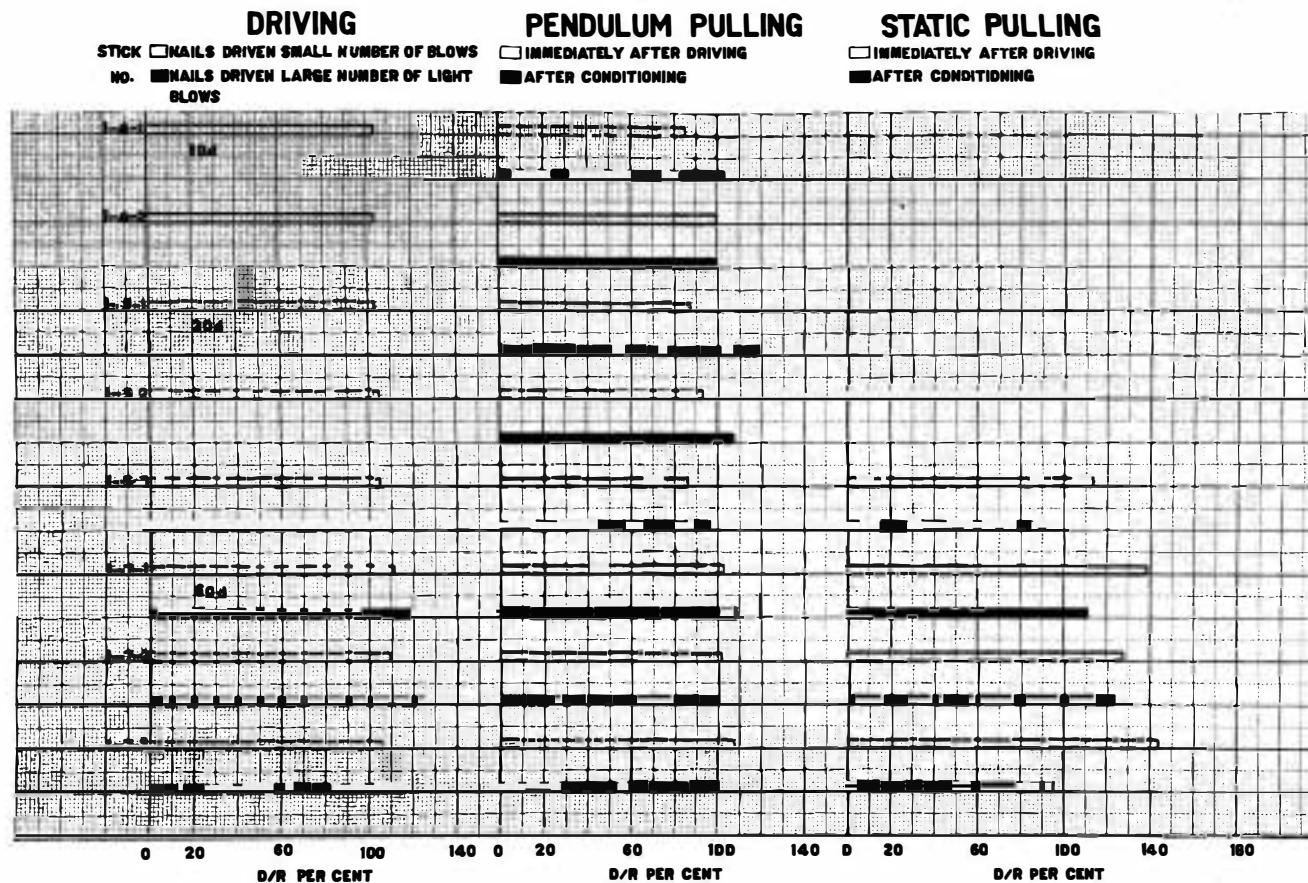 DRIVING PENDULUM PULLING STATIC PULLING
STICK NAILS DRIVEN SMALL NUMBER OF BLOWS IMMEDIATELY AFTER DRIVING IMMEDIATELY AFTER DRIVING
NO. NAILS DRIVEN LARGE NUMBER OF LIGHT AFTER CONDITIONING AFTER CONDITIONING
BLOWS
10d
20d
60d
0 20 60 100 140 0 20 60 100 140 0 20 60 100 140 180
D/R PER CENT D/R PER CENT D/R PER CENT